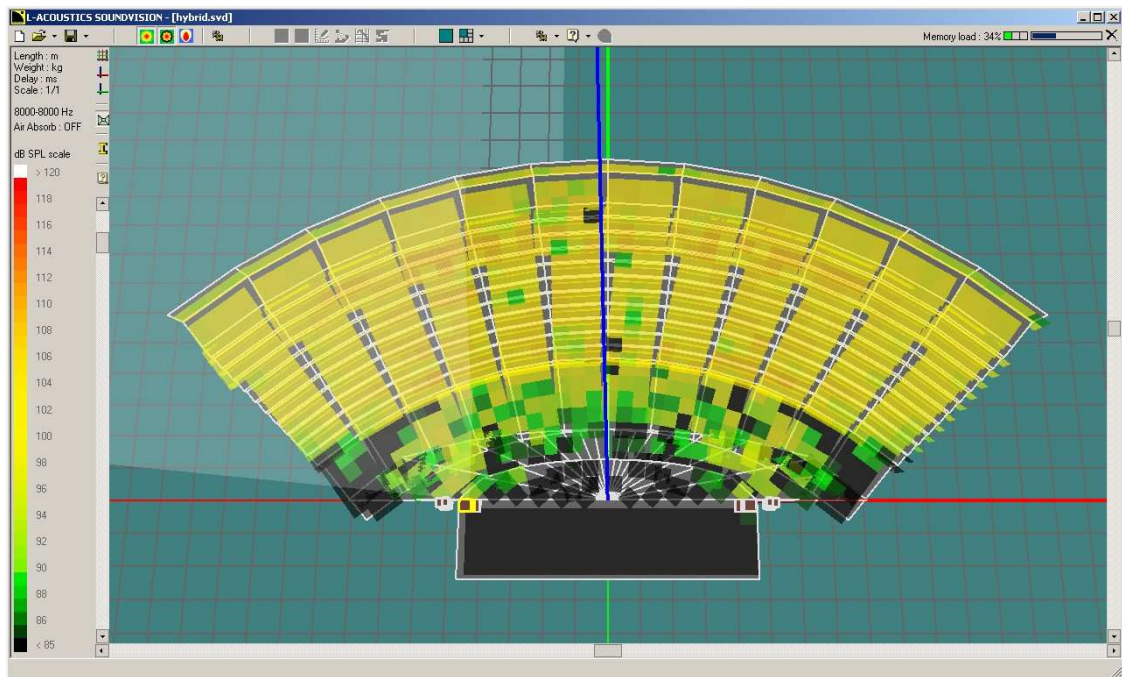 L-ACOUSTICS SOUNDVISION - [hybrid.svd]
Memory load : 34%
Length : m
Weight : kg
Delay : ms
Scale : 1/1
8000-8000 Hz
Air Absorb : OFF
dB SPL scale
> 120
118
116
114
112
110
108
106
104
102
100
98
96
94
92
90
88
86
< 85